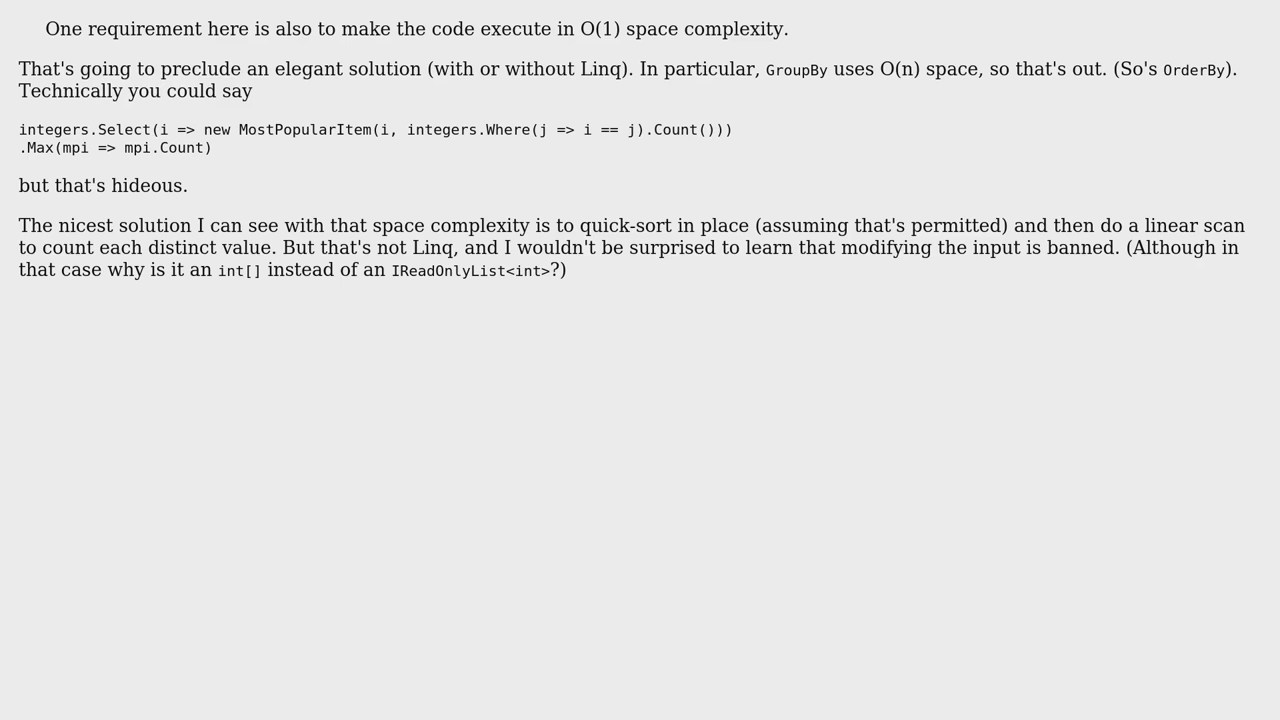 One requirement here is also to make the code execute in O(1) space complexity.
That's going to preclude an elegant solution (with or without Linq). In particular, GroupBy uses O(n) space, so that's out. (So's OrderBy).
Technically you could say
integers.Select(i => new MostPopularItem(i, integers.Where(j => i == j).Count()))
.Max(mpi => mpi.Count)
but that's hideous.
The nicest solution I can see with that space complexity is to quick-sort in place (assuming that's permitted) and then do a linear scan
to count each distinct value. But that's not Linq, and I wouldn't be surprised to learn that modifying the input is banned. (Although in
that case why is it an int[] instead of an IReadOnlyList<int>?)